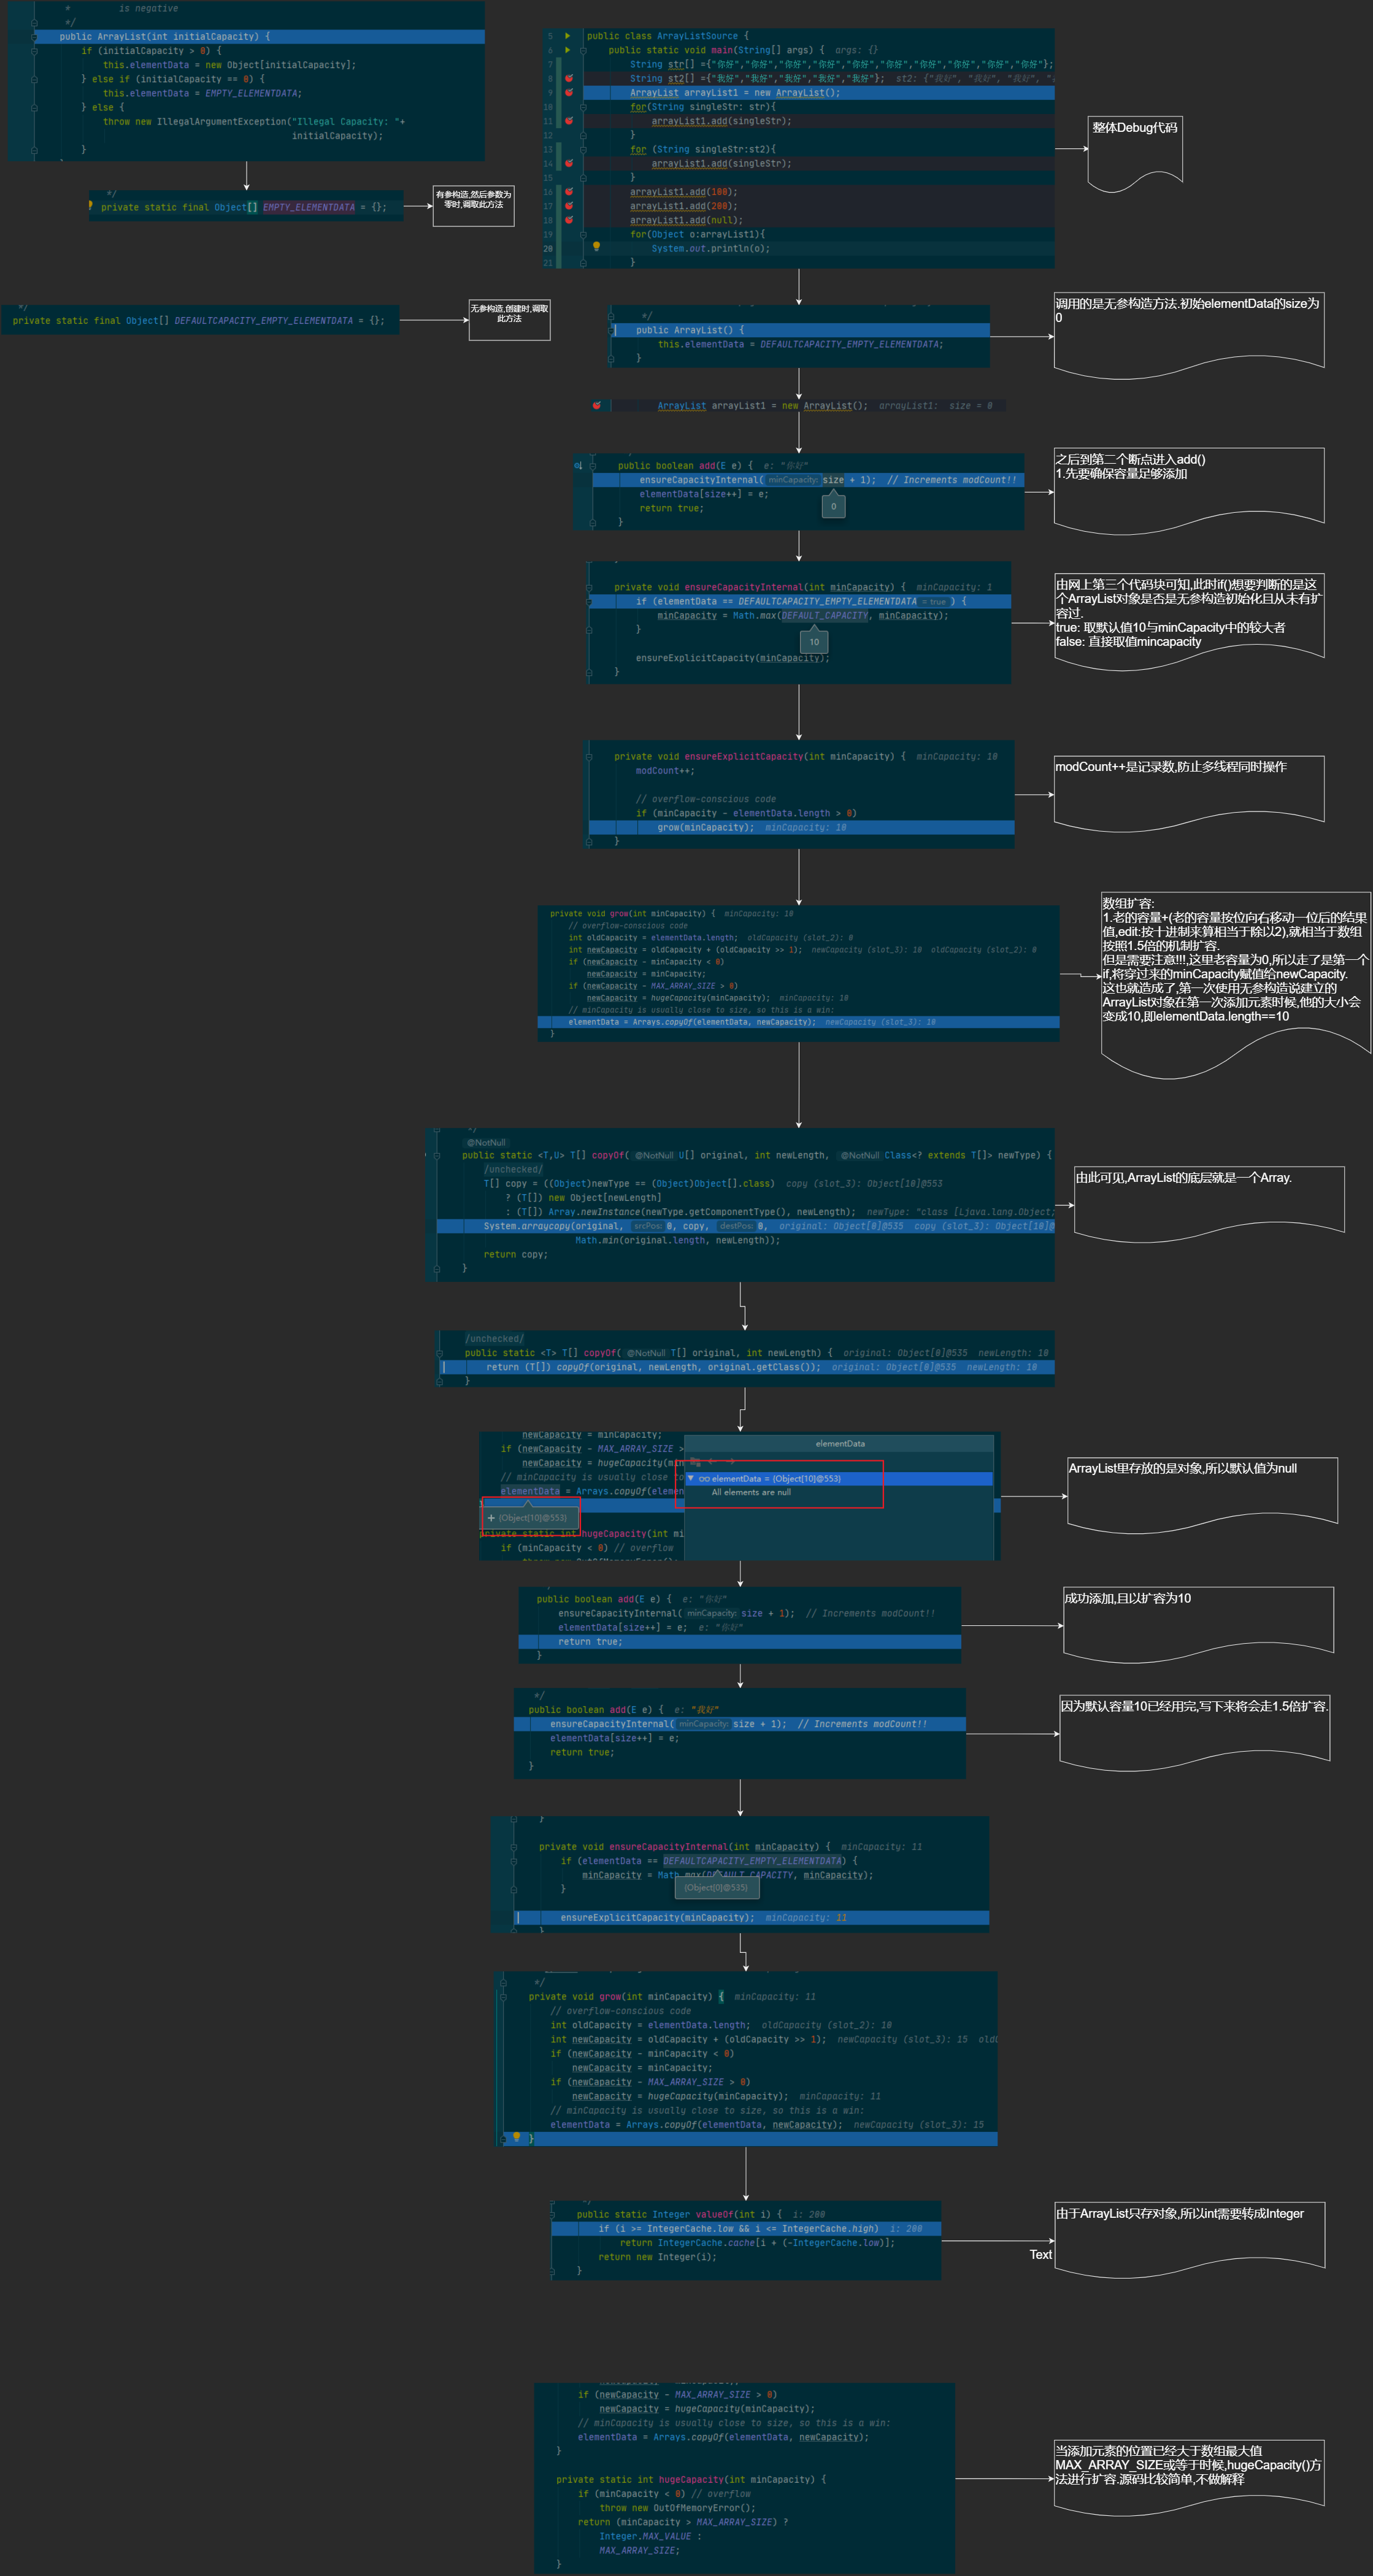 * is negative
*/
public ArrayList(int initialCapacity) {
if (initialCapacity > 0) {
this.elementData = new Object[initialCapacity];
} else if (initialCapacity == 0) {
this.elementData = EMPTY_ELEMENTDATA;
} else {
throw new IllegalArgumentException("Illegal Capacity: "+
initialCapacity);
}
*/
private static final Object[] EMPTY_ELEMENTDATA = {};
有参构造,然后参数为
零时,调取此方法
*/
private static final Object[] DEFAULTCAPACITY_EMPTY_ELEMENTDATA = {};
无参构造,创建时,调取
此方法
5 public class ArrayListSource {
6 public static void main(String[] args) { args: {}
7 String str[] ={"你好","你好","你好","你好","你好","你好","你好","你好","你好","你好"};
8 String st2[] ={"我好","我好","我好","我好","我好"}; st2: {"我好", "我好", "我好",
9 ArrayList arrayList1 = new ArrayList();
10 for(String singleStr: str){
11 arrayList1.add(singleStr);
12 }
13 for (String singleStr:st2){
14 arrayList1.add(singleStr);
15 }
16 arrayList1.add(100);
17 arrayList1.add(200);
18 arrayList1.add(null);
19 for(Object o:arrayList1){
20 System.out.println(o);
21 }
整体Debug代码
*/
public ArrayList() {
this.elementData = DEFAULTCAPACITY_EMPTY_ELEMENTDATA;
}
调用的是无参构造方法.初始elementData的size为
0
ArrayList arrayList1 = new ArrayList(); arrayList1: size = 0
public boolean add(E e) { e: "你好"
ensureCapacityInternal( minCapacity: size + 1); // Increments modCount!!
elementData[size++] = e;
0
return true;
}
之后到第二个断点进入add()
1.先要确保容量足够添加
private void ensureCapacityInternal(int minCapacity) { minCapacity: 1
if (elementData == DEFAULTCAPACITY_EMPTY_ELEMENTDATA = true ) {
minCapacity = Math.max(DEFAULT_CAPACITY, minCapacity);
}
10
ensureExplicitCapacity(minCapacity);
}
由网上第三个代码块可知,此时if()想要判断的是这
个ArrayList对象是否是无参构造初始化且从未有扩
容过.
true: 取默认值10与minCapacity中的较大者
false: 直接取值mincapacity
private void ensureExplicitCapacity(int minCapacity) { minCapacity: 10
modCount++;
// overflow-conscious code
if (minCapacity - elementData.length > 0)
grow(minCapacity); minCapacity: 10
}
modCount++是记录数,防止多线程同时操作
private void grow(int minCapacity) { minCapacity: 10
// overflow-conscious code
int oldCapacity = elementData.length; oldCapacity (slot_2): 0
int newCapacity = oldCapacity + (oldCapacity >> 1); newCapacity (slot_3): 10 oldCapacity (slot_2): 0
if (newCapacity - minCapacity < 0)
newCapacity = minCapacity;
if (newCapacity - MAX_ARRAY_SIZE > 0)
newCapacity = hugeCapacity(minCapacity); minCapacity: 10
// minCapacity is usually close to size, so this is a win:
elementData = Arrays.copyOf(elementData, newCapacity); newCapacity (slot_3): 10
}
数组扩容:
1.老的容量+(老的容量按位向右移动一位后的结果
值,edit:按十进制来算相当于除以2),就相当于数组
按照1.5倍的机制扩容.
但是需要注意!!!,这里老容量为0,所以走了是第一个
if,将穿过来的minCapacity赋值给newCapacity.
这也就造成了,第一次使用无参构造说建立的
ArrayList对象在第一次添加元素时候,他的大小会
变成10,即elementData.length==10
*/
@NotNull
public static <T,U> T[] copyOf( @NotNull U[] original, int newLength, @NotNull Class<? extends T[]> newType) {
/unchecked/
T[] copy = ((Object)newType == (Object)Object[].class) copy (slot_3): Object[10]@553
? (T[]) new Object[newLength]
: (T[]) Array.newInstance(newType.getComponentType(), newLength); newType: "class [Ljava.lang.Object;
System.arraycopy(original, srcPos: 0, copy, destPos: 0, original: Object[0]@535 copy (slot_3): Object[10]@
Math.min(original.length, newLength));
return copy;
}
由此可见,ArrayList的底层就是一个Array.
/unchecked/
public static <T> T[] copyOf( @NotNull T[] original, int newLength) { original: Object[0]@535 newLength: 10
return (T[]) copyOf(original, newLength, original.getClass()); original: Object[0]@535 newLength: 10
}
newCapacity = minCapacity;
if (newCapacity - MAX_ARRAY_SIZE >
newCapacity = hugeCapacity(min
// minCapacity is usually close to
elementData = Arrays.copyOf(elemen
+ {Object[10]@553}
private static int hugeCapacity(int mi
if (minCapacity < 0) // overflow
throw new OutOfMemoryError();
elementData
elementData = {Object[10]@553}
All elements are null
ArrayList里存放的是对象,所以默认值为null
public boolean add(E e) { e: "你好"
ensureCapacityInternal( minCapacity: size + 1); // Increments modCount!!
elementData[size++] = e; e: "你好"
return true;
}
成功添加,且以扩容为10
*/
public boolean add(E e) { e: "我好"
ensureCapacityInternal( minCapacity: size + 1); // Increments modCount!!
elementData[size++] = e;
return true;
}
因为默认容量10已经用完,写下来将会走1.5倍扩容.
}
private void ensureCapacityInternal(int minCapacity) { minCapacity: 11
if (elementData == DEFAULTCAPACITY_EMPTY_ELEMENTDATA) {
minCapacity = Math.max(DEFAULT_CAPACITY, minCapacity);
}
{Object[0]@535}
ensureExplicitCapacity(minCapacity); minCapacity: 11
}
*/
private void grow(int minCapacity) { minCapacity: 11
// overflow-conscious code
int oldCapacity = elementData.length; oldCapacity (slot_2): 10
int newCapacity = oldCapacity + (oldCapacity >> 1); newCapacity (slot_3): 15 oldC
if (newCapacity - minCapacity < 0)
newCapacity = minCapacity;
if (newCapacity - MAX_ARRAY_SIZE > 0)
newCapacity = hugeCapacity(minCapacity); minCapacity: 11
// minCapacity is usually close to size, so this is a win:
elementData = Arrays.copyOf(elementData, newCapacity); newCapacity (slot_3): 15
}
*/
public static Integer valueOf(int i) { i: 200
if (i >= IntegerCache.low && i <= IntegerCache.high) i: 200
return IntegerCache.cache[i + (-IntegerCache.low)];
return new Integer(i);
}
Text
由于ArrayList只存对象,所以int需要转成Integer
newCapacity = minCapacity;
if (newCapacity - MAX_ARRAY_SIZE > 0)
newCapacity = hugeCapacity(minCapacity);
// minCapacity is usually close to size, so this is a win:
elementData = Arrays.copyOf(elementData, newCapacity);
}
private static int hugeCapacity(int minCapacity) {
if (minCapacity < 0) // overflow
throw new OutOfMemoryError();
return (minCapacity > MAX_ARRAY_SIZE) ?
Integer.MAX_VALUE :
MAX_ARRAY_SIZE;
}
当添加元素的位置已经大于数组最大值
MAX_ARRAY_SIZE或等于时候,hugeCapacity()方
法进行扩容.源码比较简单,不做解释